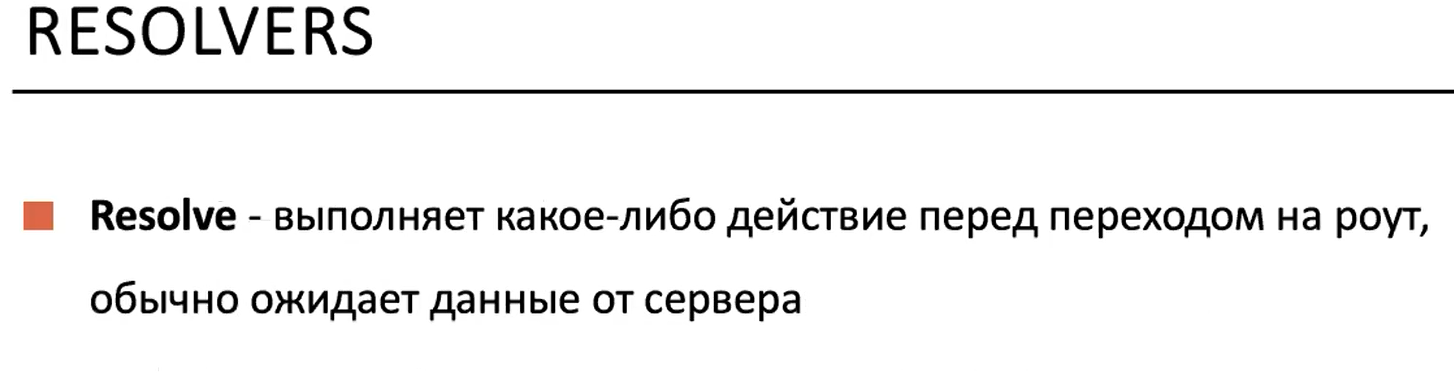 RESOLVERS
Resolve - выполняет какое-либо действие перед переходом на роут,
обычно ожидает данные от сервера